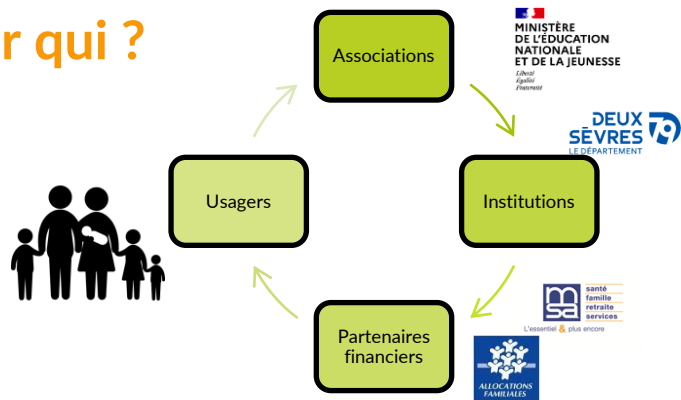 r qui ?
Associations
MINISTÈRE
DE L'ÉDUCATION
NATIONALE
ET DE LA JEUNESSE
Liberté
Égalité
Fraternité
DEUX
SÈVRES 79
LE DÉPARTEMENT
Usagers
Institutions
msa
santé
famille
retraite
services
L'essentiel & plus encore
Partenaires
financiers
ALLOCATIONS
FAMILIALES